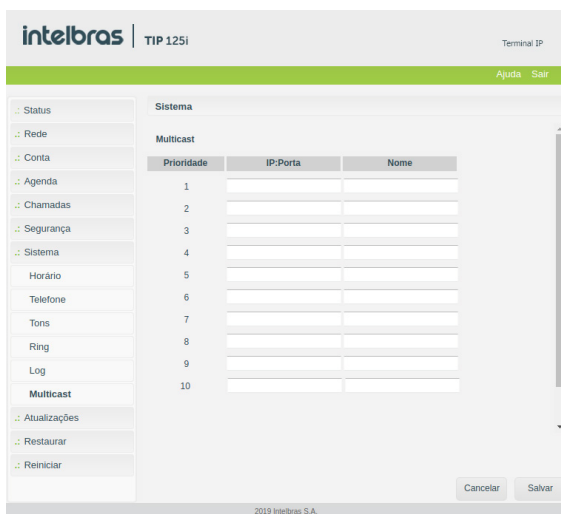 intelbras TIP 125i
Terminal IP
Ajuda Sair
.: Status
.: Rede
.: Conta
.: Agenda
.: Chamadas
.: Segurança
.: Sistema
Horário
Telefone
Tons
Ring
Log
Multicast
.: Atualizações
.: Restaurar
.: Reiniciar
Sistema
Multicast
Prioridade IP:Porta Nome
1
2
3
4
5
6
7
8
9
10
Cancelar Salvar
2019 Intelbras S.A.